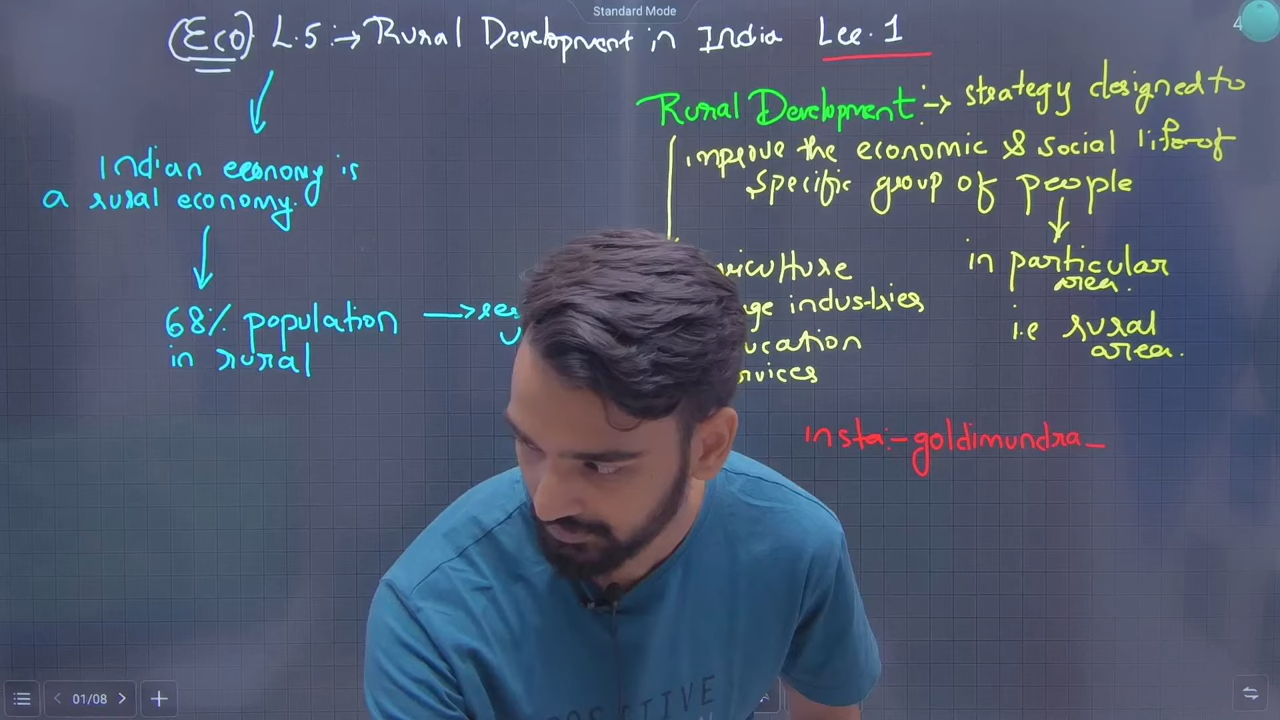 Standard Mode
(Eco) L.5 :→ Rural Development in India Lec. 1
Indian economy is
a rural economy.
68% population →
in rural
Rural Development :→ strategy designed to
improve the economic & social life of
specific group of people
in particular
area.
i.e rural
area.
industries
insta:- goldimundra_
01/08
POSITIVE